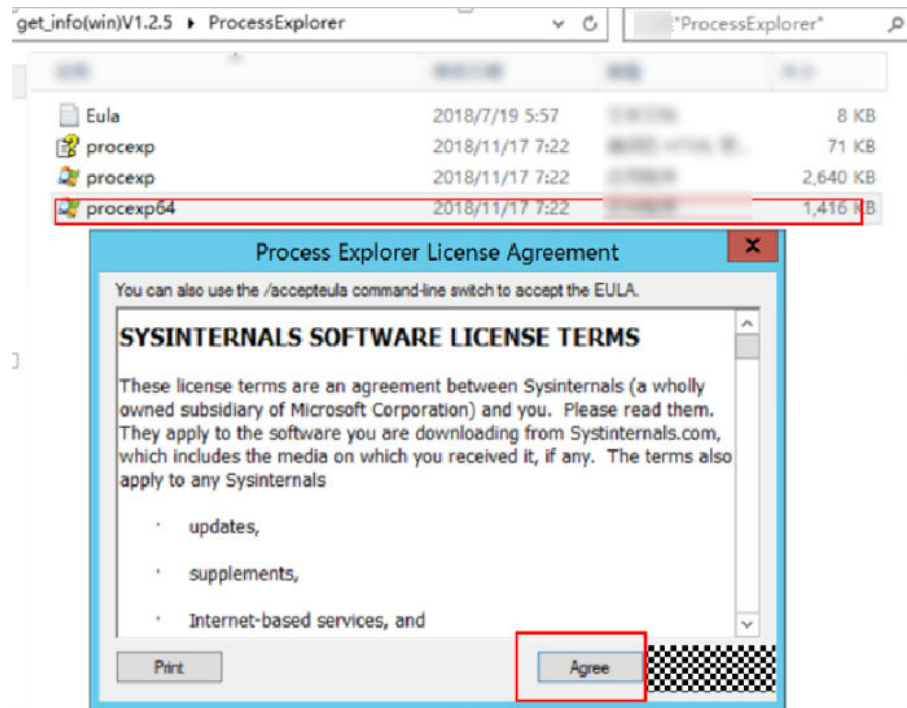 get_info(win)V1.2.5 ▸ ProcessExplorer "ProcessExplorer"
Eula 2018/7/19 5:57 8 KB
procexp 2018/11/17 7:22 71 KB
procexp 2018/11/17 7:22 2,640 KB
procexp64 2018/11/17 7:22 1,416 KB
Process Explorer License Agreement
You can also use the /accepteula command-line switch to accept the EULA.
SYSINTERNALS SOFTWARE LICENSE TERMS
These license terms are an agreement between Sysinternals (a wholly
owned subsidiary of Microsoft Corporation) and you. Please read them.
They apply to the software you are downloading from Systinternals.com,
which includes the media on which you received it, if any. The terms also
apply to any Sysinternals
· updates,
· supplements,
· Internet-based services, and
Print Agree